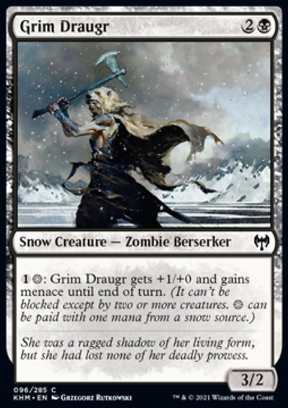 Grim Draugr 2
Snow Creature — Zombie Berserker
1 : Grim Draugr gets +1/+0 and gains
menace until end of turn. (It can't be
blocked except by two or more creatures. can
be paid with one mana from a snow source.)
She was a ragged shadow of her living form,
but she had lost none of her deadly prowess.
3/2
096/285 C
KHM • EN Grzegorz Rutkowski ™ & © 2021 Wizards of the Coast